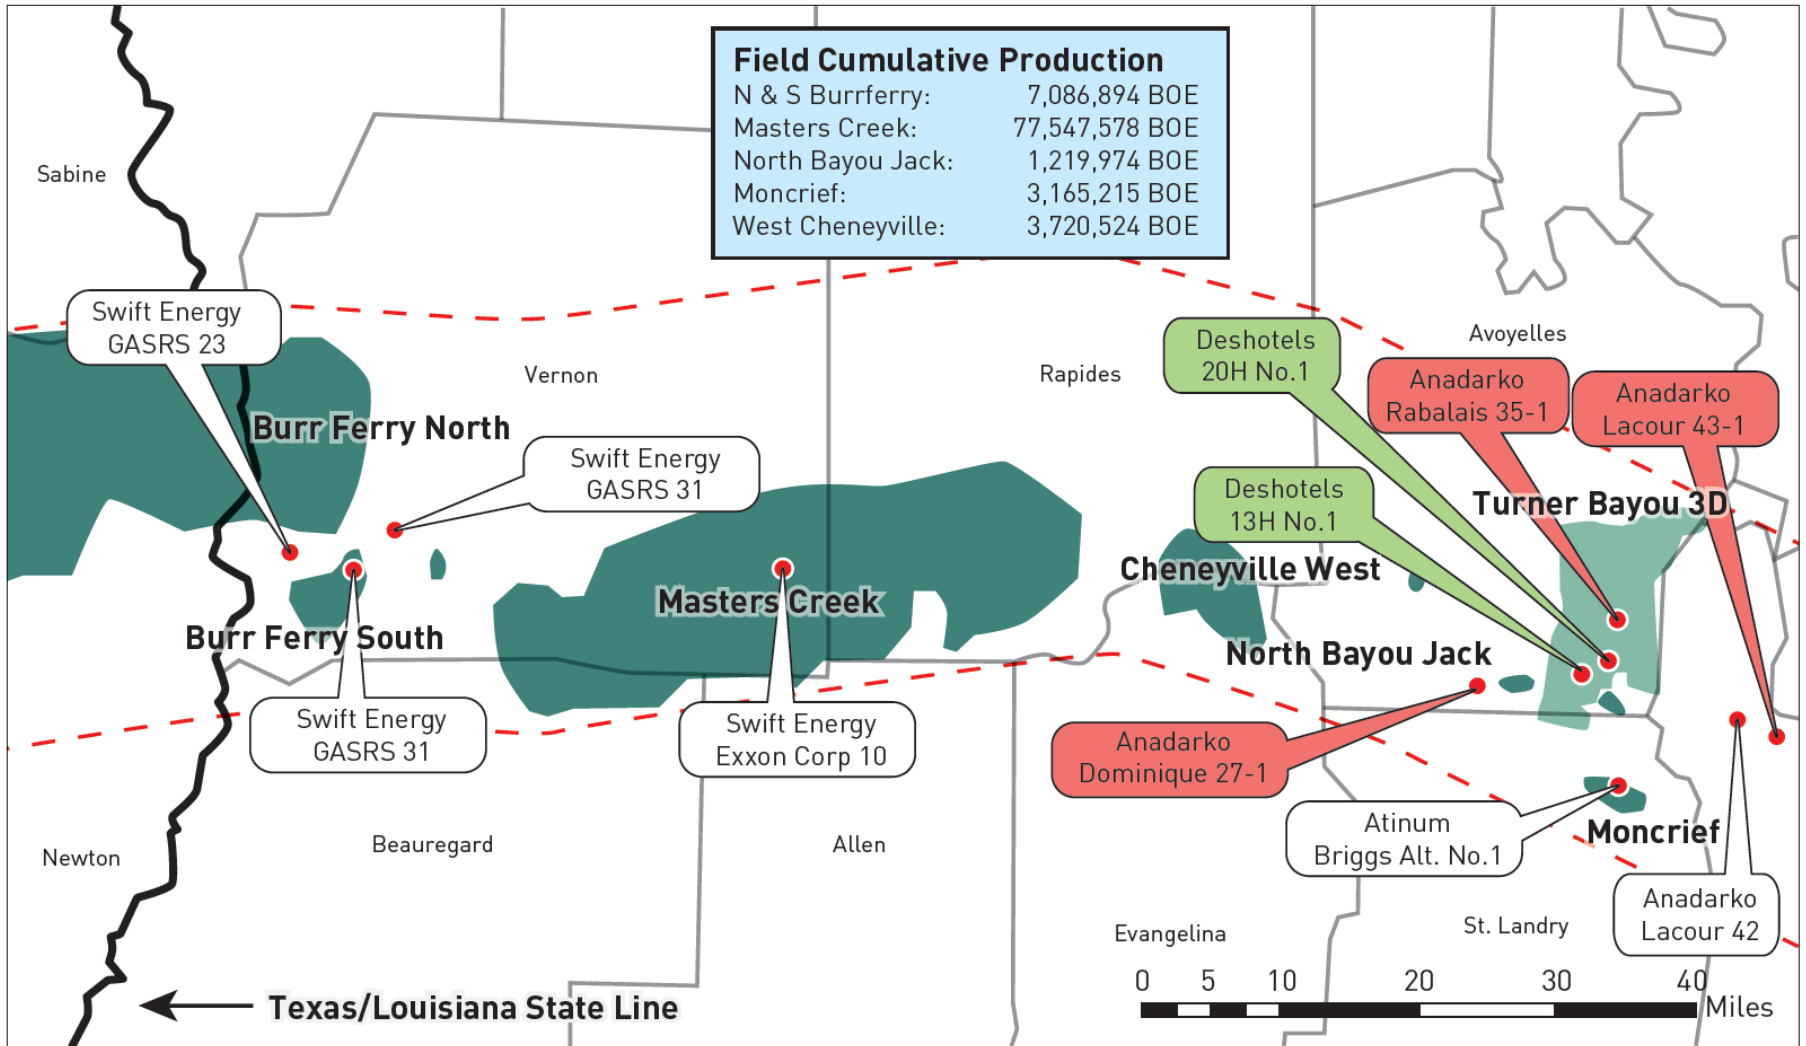 Field Cumulative Production
N & S Burrferry: 7,086,894 BOE
Masters Creek: 77,547,578 BOE
North Bayou Jack: 1,219,974 BOE
Moncrief: 3,165,215 BOE
West Cheneyville: 3,720,524 BOE
Sabine
Swift Energy
GASRS 23
Vernon
Rapides
Avoyelles
Deshotels
20H No.1
Anadarko
Rabalais 35-1
Anadarko
Lacour 43-1
Burr Ferry North
Swift Energy
GASRS 31
Deshotels
13H No.1
Turner Bayou 3D
Cheneyville West
Masters Creek
Burr Ferry South
North Bayou Jack
Swift Energy
GASRS 31
Swift Energy
Exxon Corp 10
Anadarko
Dominique 27-1
Atinum
Briggs Alt. No.1
Moncrief
Newton
Beauregard
Allen
Anadarko
Lacour 42
Evangelina
St. Landry
0 5 10 20 30 40
Miles
Texas/Louisiana State Line